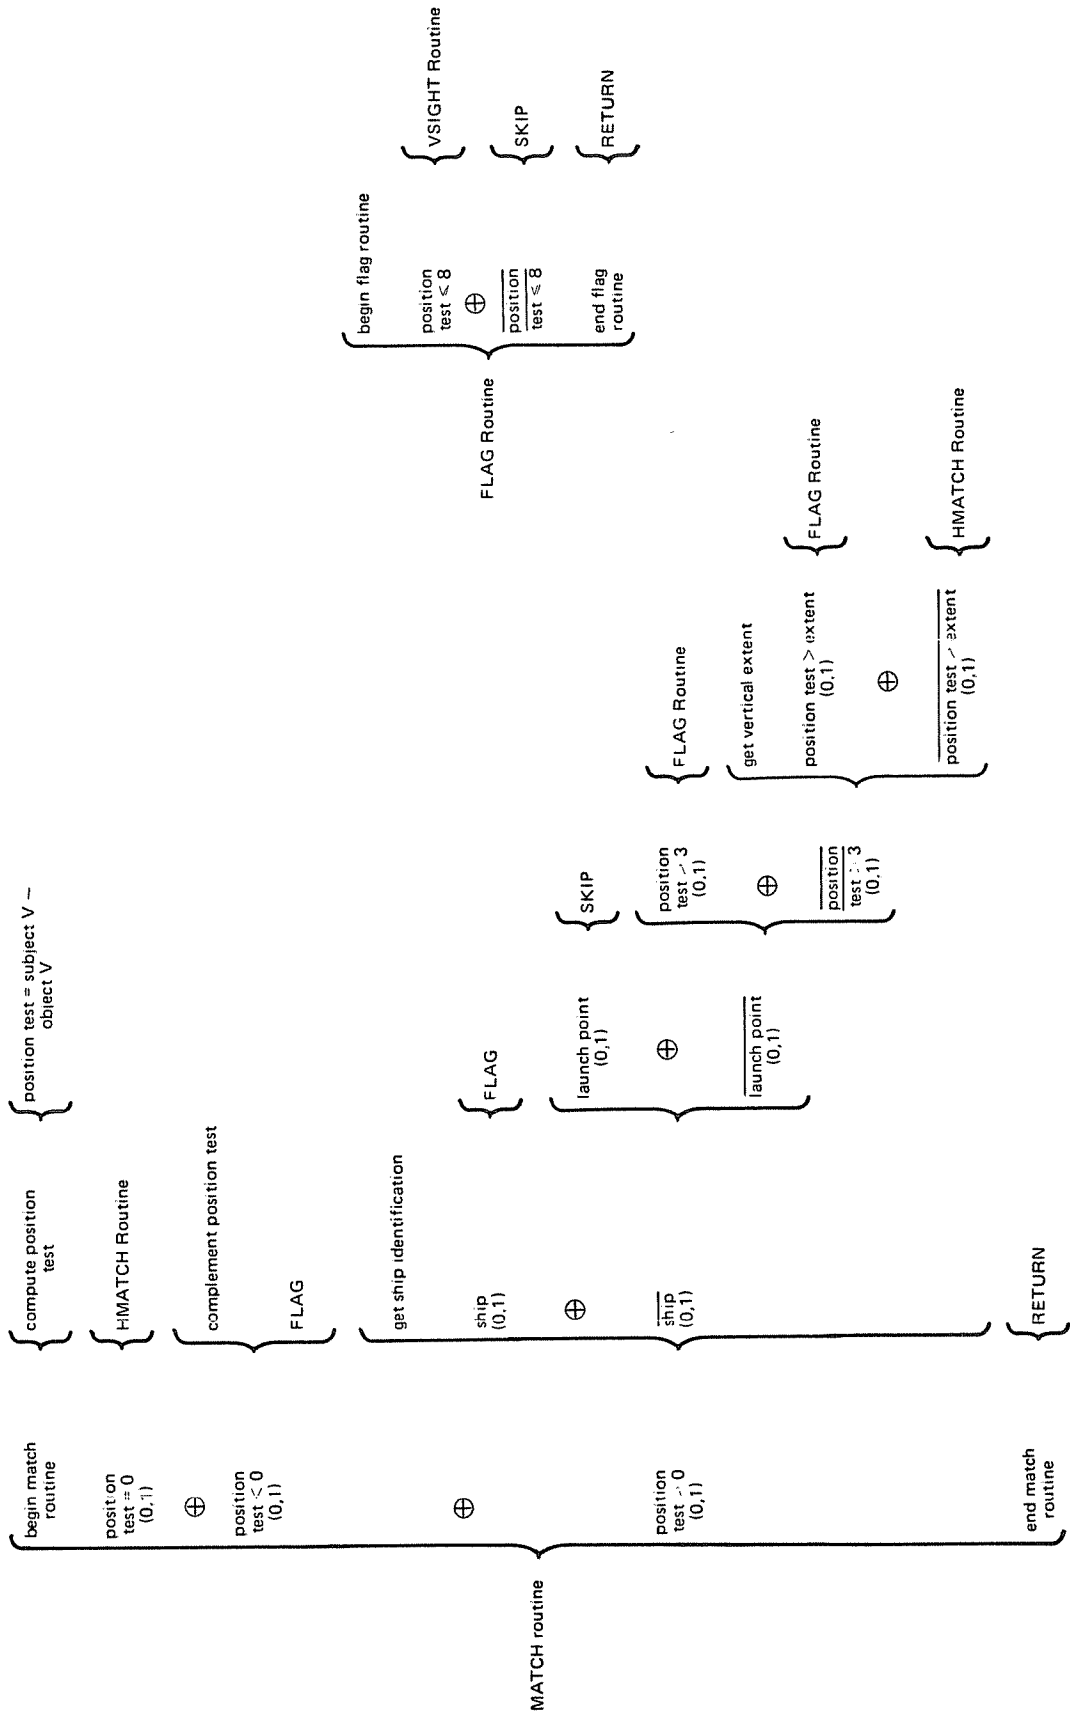 MATCH routine
begin match
routine
compute position
test
position test = subject V –
object V
position
test = 0
(0,1)
HMATCH Routine
⊕
position
test < 0
(0,1)
complement position test
FLAG
⊕
position
test > 0
(0,1)
get ship identification
ship
(0,1)
FLAG
⊕
ship
(0,1)
launch point
(0,1)
SKIP
⊕
launch point
(0,1)
position
test > 3
(0,1)
FLAG Routine
⊕
position
test > 3
(0,1)
get vertical extent
position test > extent
(0,1)
FLAG Routine
⊕
position test > extent
(0,1)
HMATCH Routine
end match
routine
RETURN
FLAG Routine
begin flag routine
position
test ≤ 8
VSIGHT Routine
⊕
position
test ≤ 8
SKIP
end flag
routine
RETURN